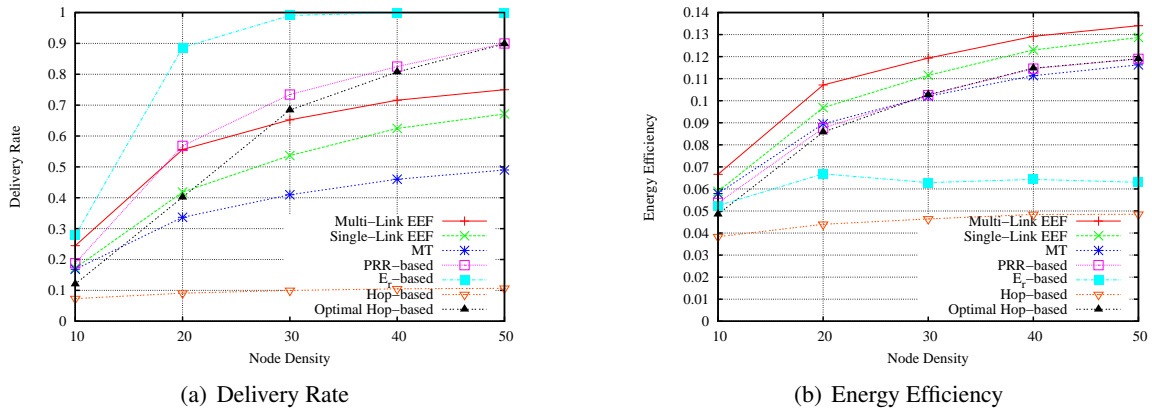 1
0.9
0.8
0.7
0.6
0.5
0.4
0.3
0.2
0.1
0
Delivery Rate
10 20 30 40 50
Node Density
Multi-Link EEF
Single-Link EEF
MT
PRR-based
Er-based
Hop-based
Optimal Hop-based
(a) Delivery Rate
0.14
0.13
0.12
0.11
0.1
0.09
0.08
0.07
0.06
0.05
0.04
0.03
0.02
0.01
0
Energy Efficiency
10 20 30 40 50
Node Density
Multi-Link EEF
Single-Link EEF
MT
PRR-based
Er-based
Hop-based
Optimal Hop-based
(b) Energy Efficiency